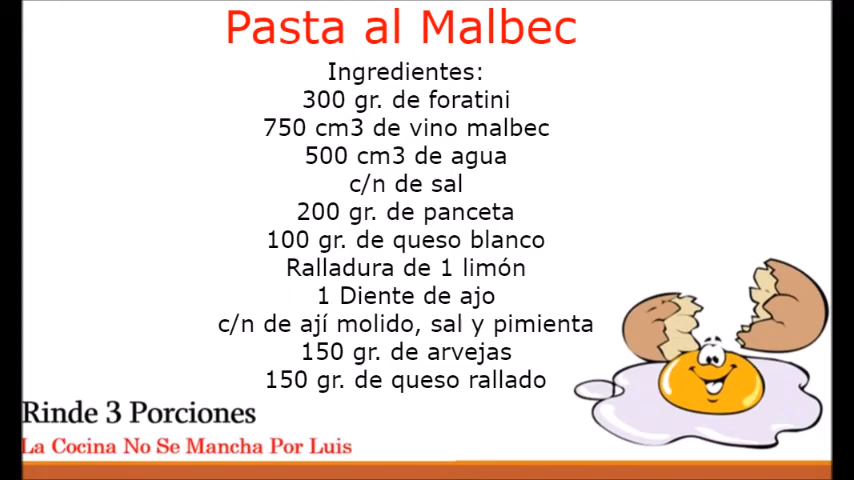 Pasta al Malbec
Ingredientes:
300 gr. de foratini
750 cm3 de vino malbec
500 cm3 de agua
c/n de sal
200 gr. de panceta
100 gr. de queso blanco
Ralladura de 1 limón
1 Diente de ajo
c/n de ají molido, sal y pimienta
150 gr. de arvejas
150 gr. de queso rallado
Rinde 3 Porciones
La Cocina No Se Mancha Por Luis